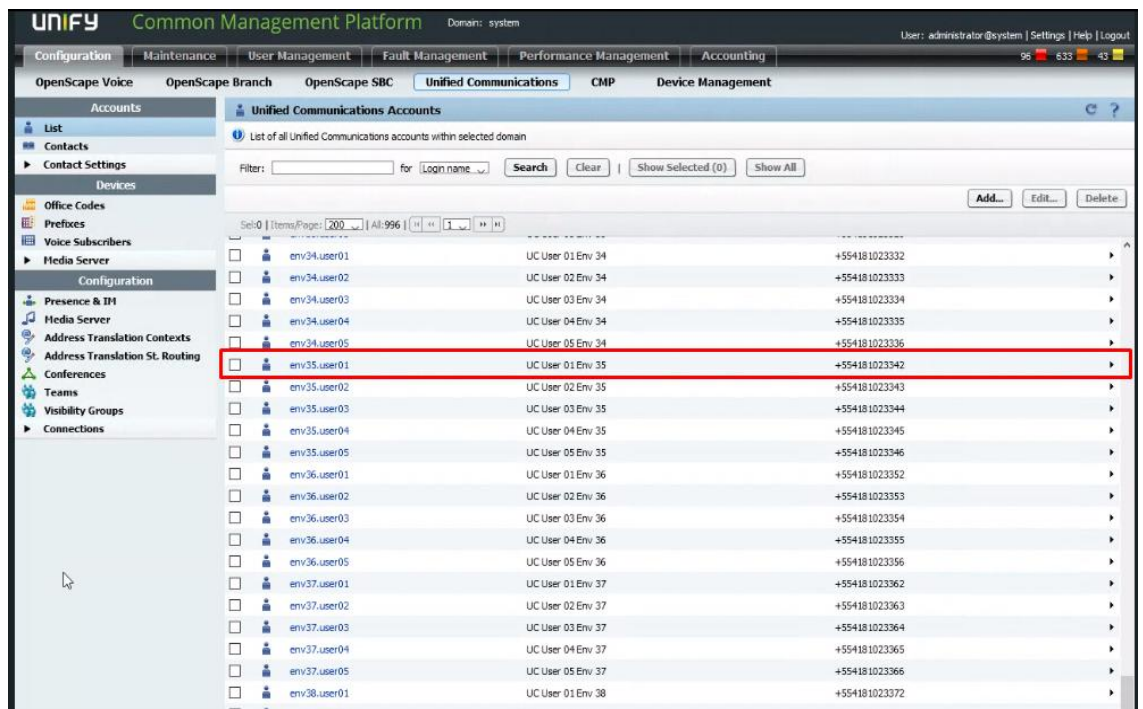 UNIFY Common Management Platform Domain: system
User: administrator@system | Settings | Help | Logout
Configuration Maintenance User Management Fault Management Performance Management Accounting 96 633 43
OpenScape Voice OpenScape Branch OpenScape SBC Unified Communications CMP Device Management
Accounts
List
Contacts
Contact Settings
Devices
Office Codes
Prefixes
Voice Subscribers
Media Server
Configuration
Presence & IM
Media Server
Address Translation Contexts
Address Translation St. Routing
Conferences
Teams
Visibility Groups
Connections
Unified Communications Accounts
List of all Unified Communications accounts within selected domain
Filter: for Login name Search Clear | Show Selected (0) Show All
Add... Edit... Delete
Sel:0 | Items/Page: 200 | All:996 | 1
env34.user01 UC User 01 Env 34 +554181023332
env34.user02 UC User 02 Env 34 +554181023333
env34.user03 UC User 03 Env 34 +554181023334
env34.user04 UC User 04 Env 34 +554181023335
env34.user05 UC User 05 Env 34 +554181023336
env35.user01 UC User 01 Env 35 +554181023342
env35.user02 UC User 02 Env 35 +554181023343
env35.user03 UC User 03 Env 35 +554181023344
env35.user04 UC User 04 Env 35 +554181023345
env35.user05 UC User 05 Env 35 +554181023346
env36.user01 UC User 01 Env 36 +554181023352
env36.user02 UC User 02 Env 36 +554181023353
env36.user03 UC User 03 Env 36 +554181023354
env36.user04 UC User 04 Env 36 +554181023355
env36.user05 UC User 05 Env 36 +554181023356
env37.user01 UC User 01 Env 37 +554181023362
env37.user02 UC User 02 Env 37 +554181023363
env37.user03 UC User 03 Env 37 +554181023364
env37.user04 UC User 04 Env 37 +554181023365
env37.user05 UC User 05 Env 37 +554181023366
env38.user01 UC User 01 Env 38 +554181023372